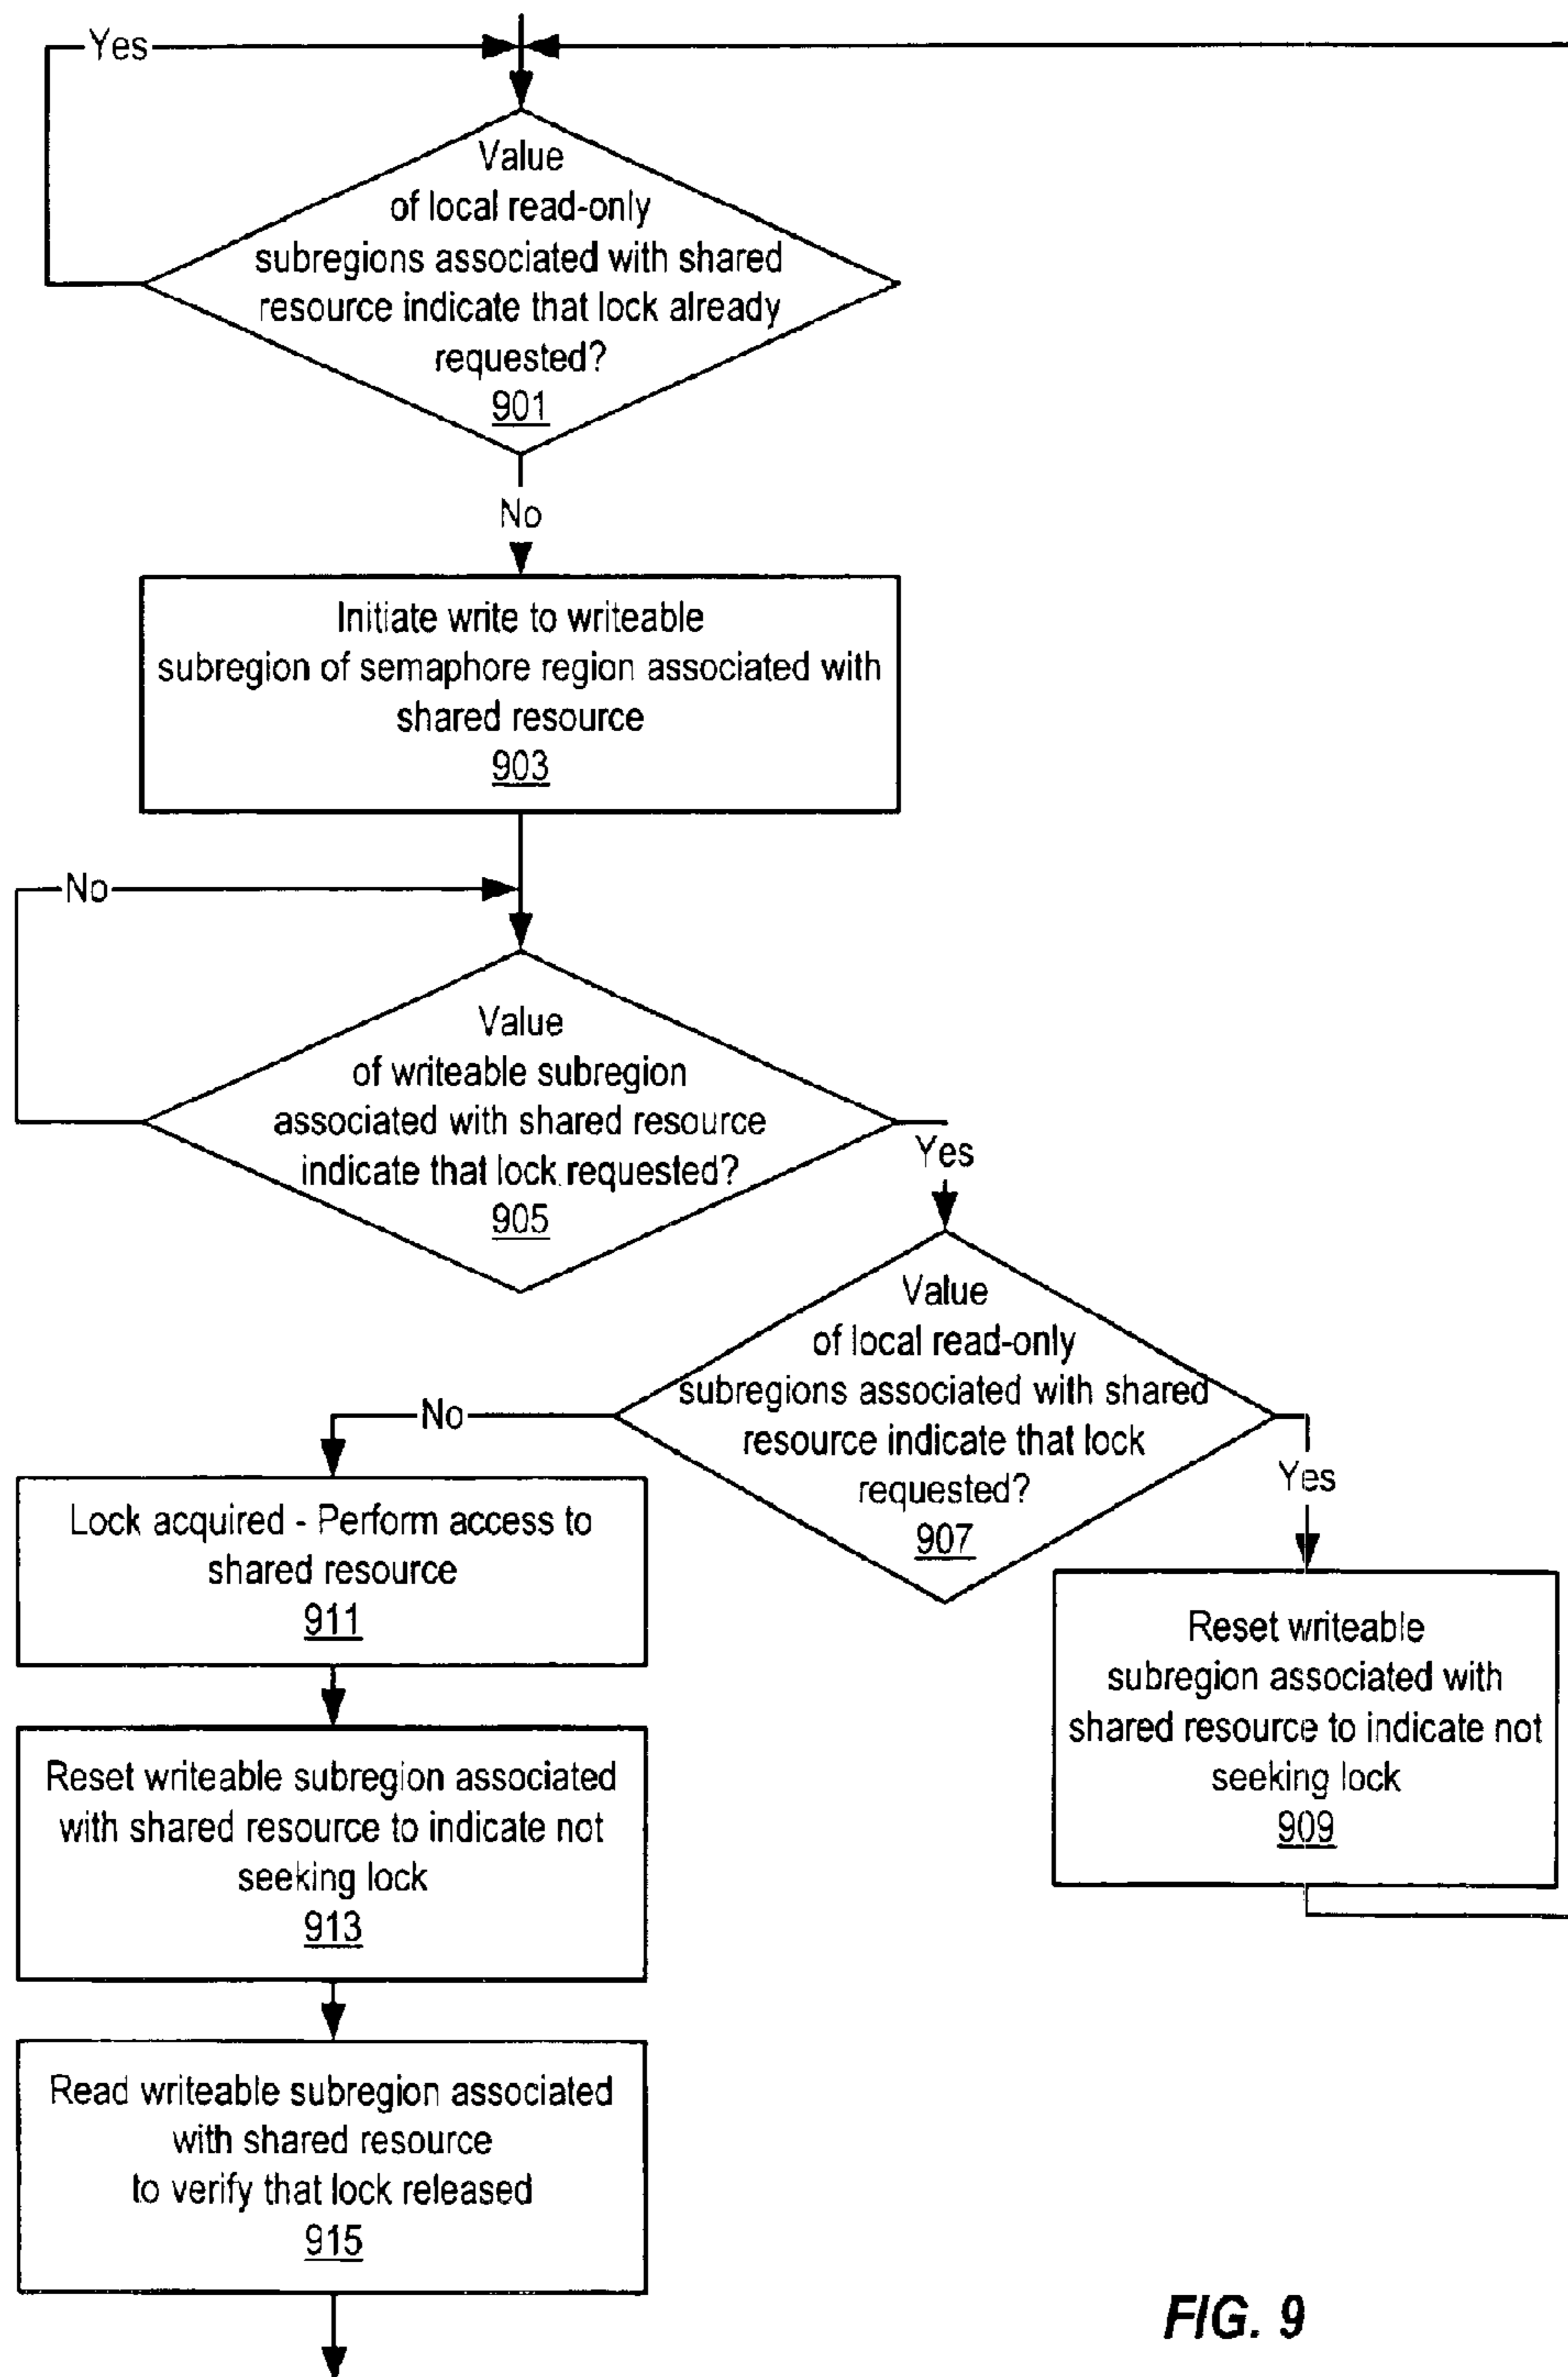 Yes
Value
of local read-only
subregions associated with shared
resource indicate that lock already
requested?
901
No
Initiate write to writeable
subregion of semaphore region associated with
shared resource
903
No
Value
of writeable subregion
associated with shared resource
indicate that lock requested?
905
Yes
Value
of local read-only
subregions associated with shared
resource indicate that lock
requested?
907
No
Yes
Lock acquired - Perform access to
shared resource
911
Reset writeable
subregion associated with
shared resource to indicate not
seeking lock
909
Reset writeable subregion associated
with shared resource to indicate not
seeking lock
913
Read writeable subregion associated
with shared resource
to verify that lock released
915
FIG. 9